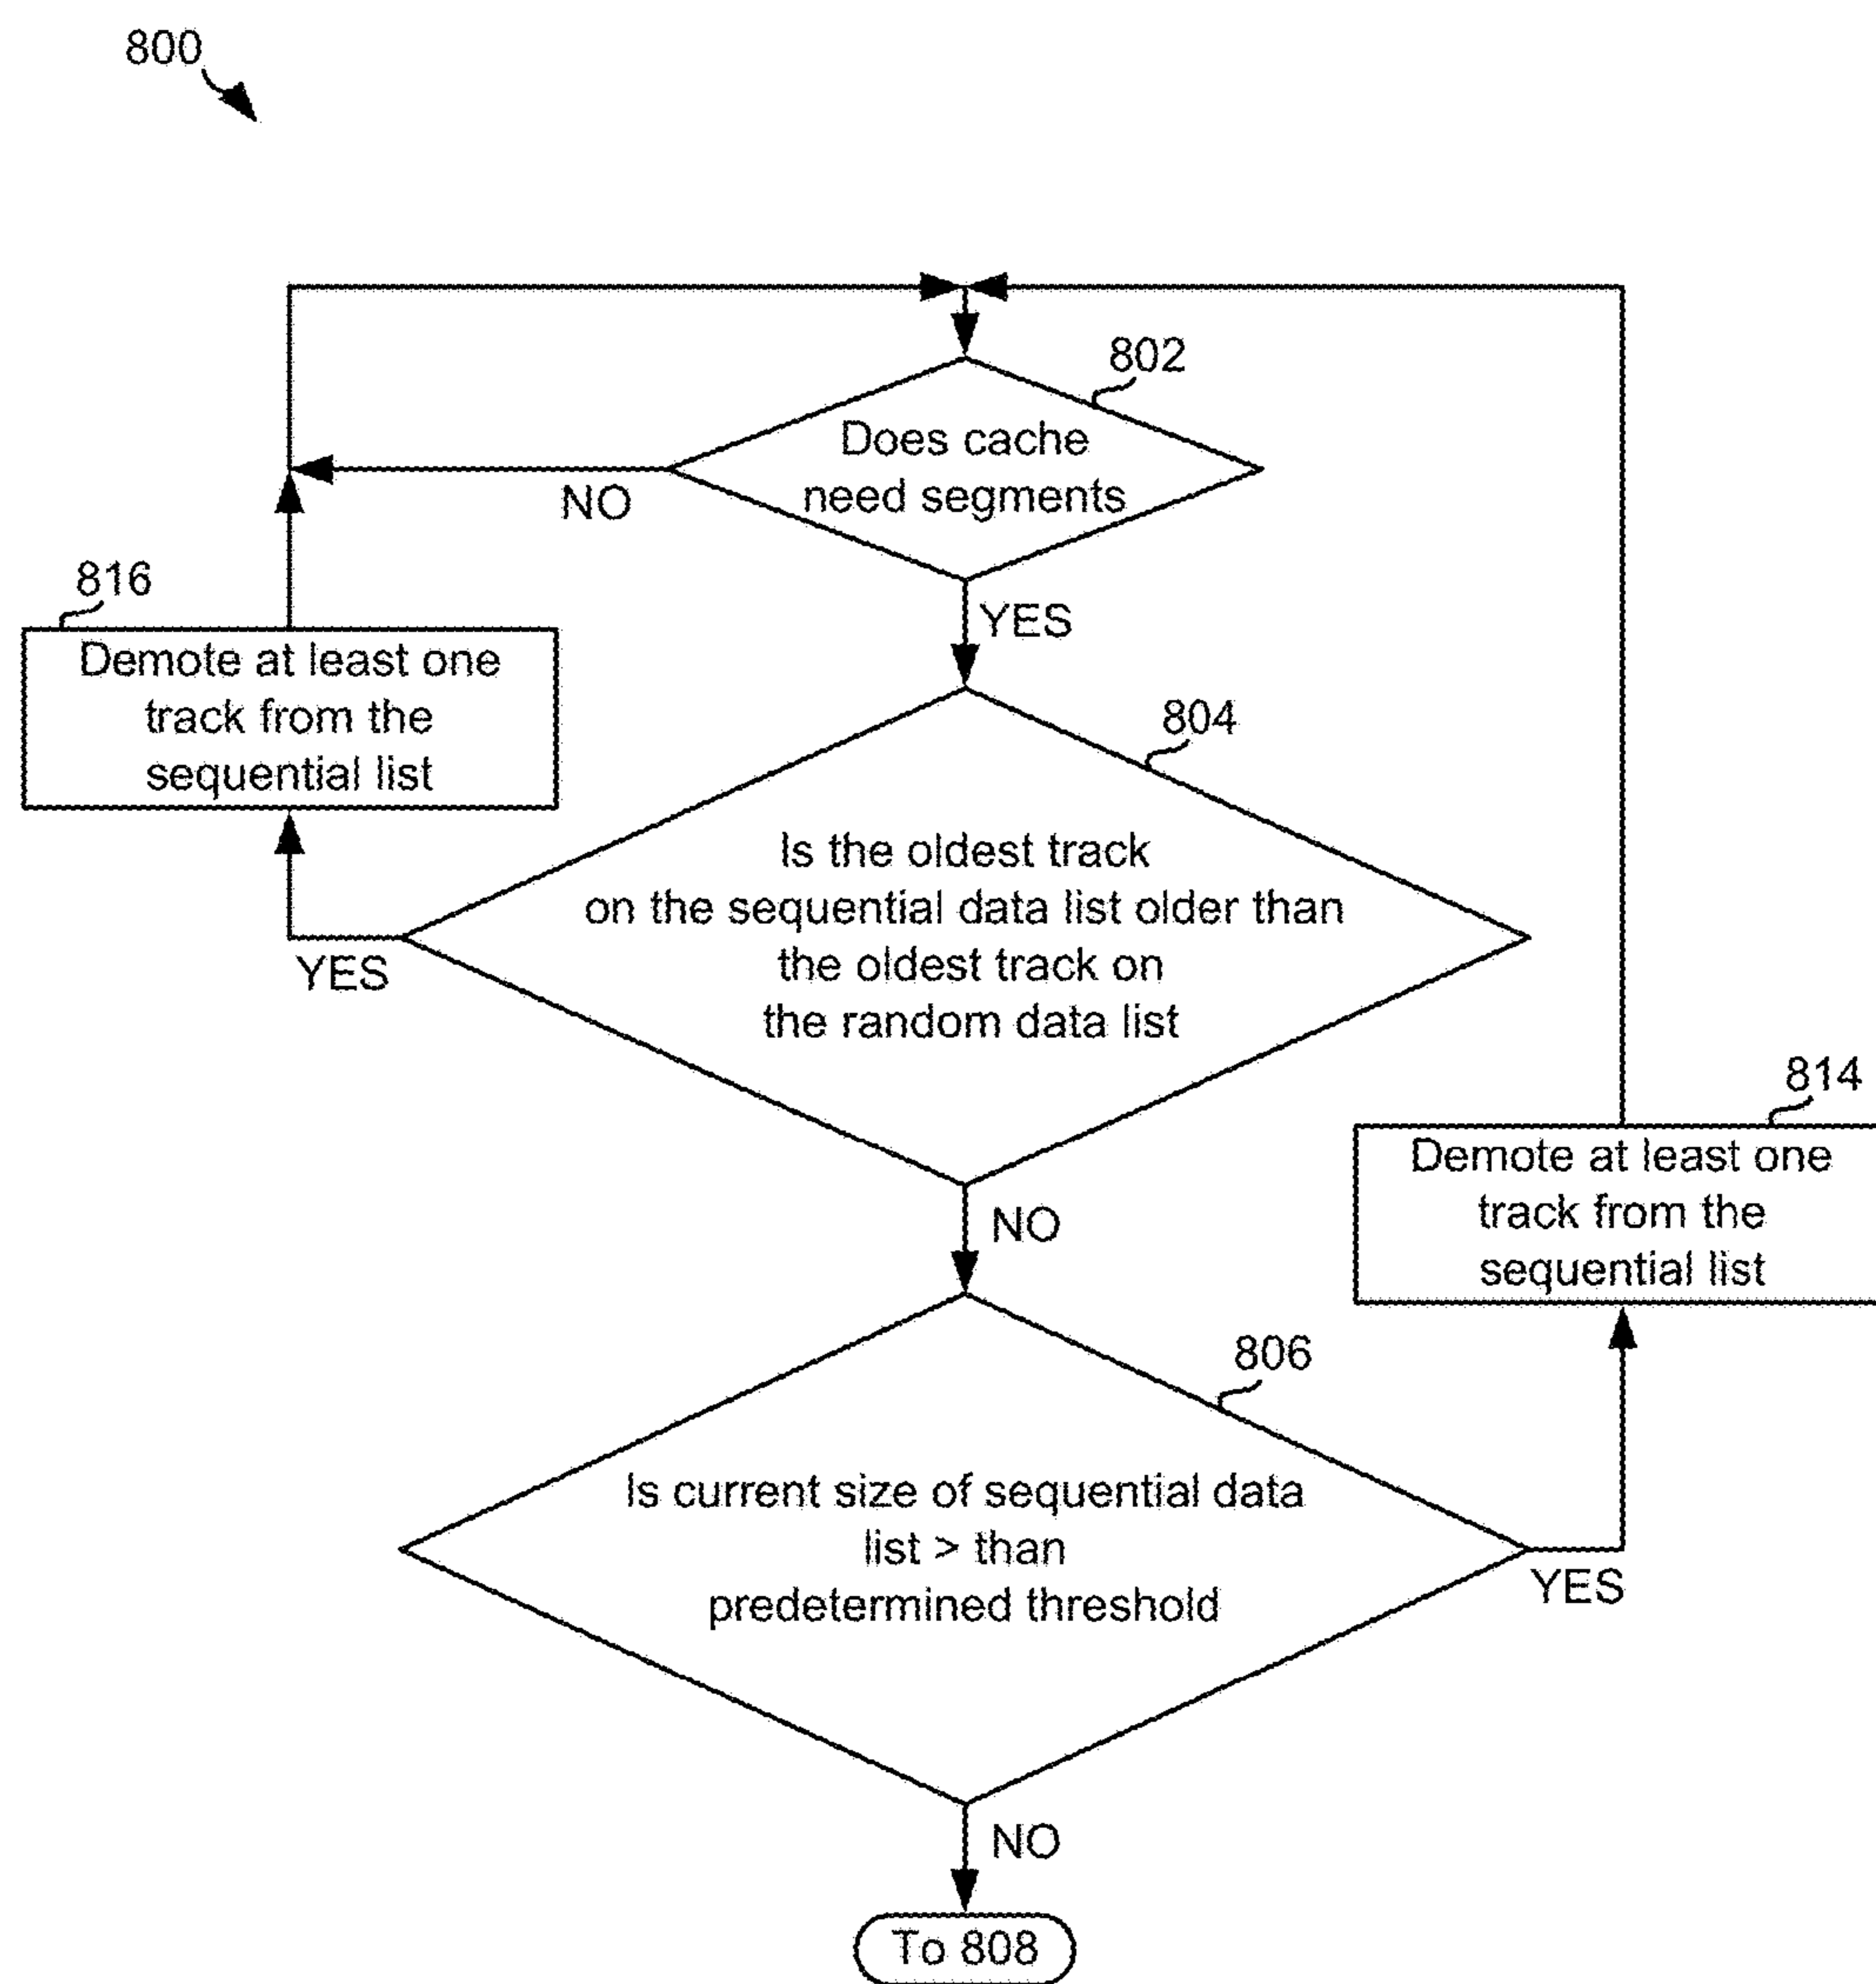 800
802
Does cache
need segments
NO
YES
816
Demote at least one
track from the
sequential list
804
Is the oldest track
on the sequential data list older than
the oldest track on
the random data list
YES
NO
814
Demote at least one
track from the
sequential list
806
Is current size of sequential data
list > than
predetermined threshold
YES
NO
To 808